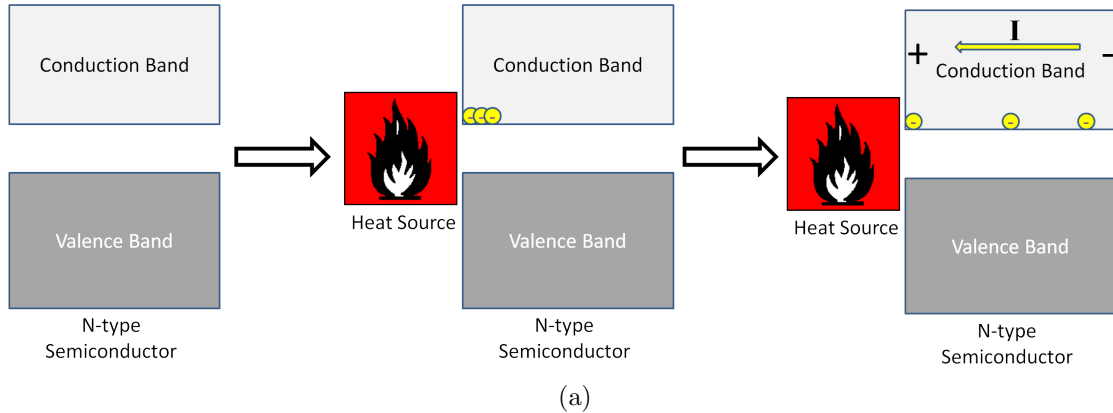 Conduction Band
Valence Band
N-type
Semiconductor
Conduction Band
- - -
Heat Source
Valence Band
N-type
Semiconductor
I
+ -
Conduction Band
- - -
Heat Source
Valence Band
N-type
Semiconductor
(a)